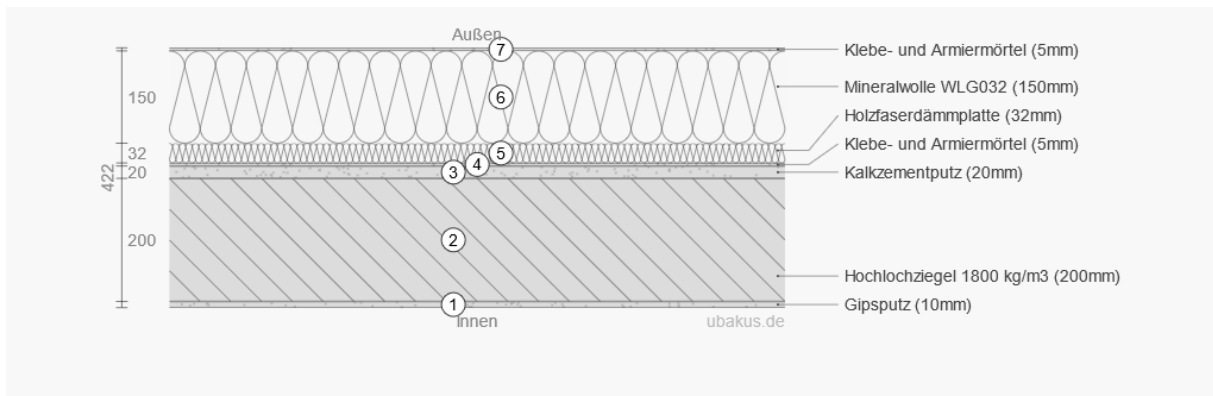 Außen
7
Klebe- und Armiermörtel (5mm)
150
6
Mineralwolle WLG032 (150mm)
Holzfaserdämmplatte (32mm)
32
5
Klebe- und Armiermörtel (5mm)
4
422
20
3
Kalkzementputz (20mm)
200
2
Hochlochziegel 1800 kg/m3 (200mm)
1
Gipsputz (10mm)
Innen
ubakus.de